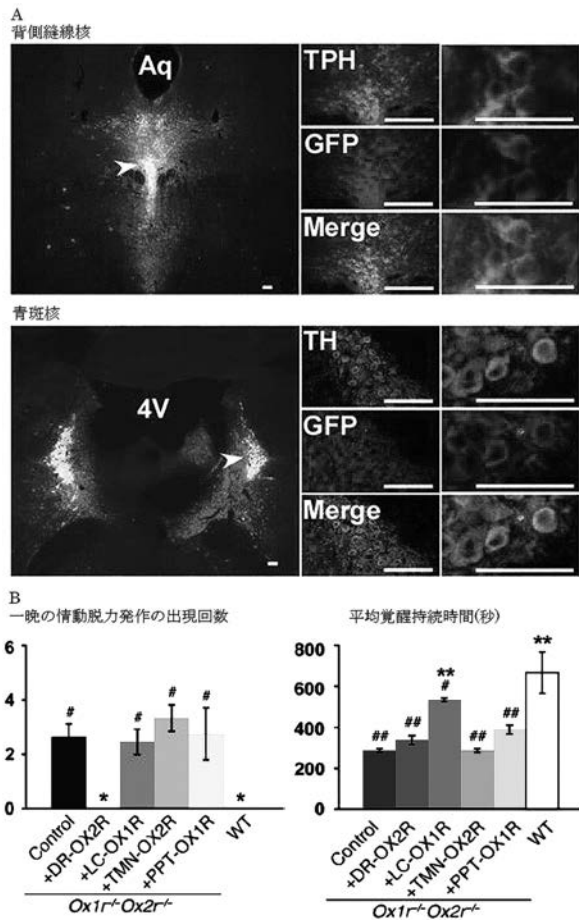 A
背側縫線核
Aq
TPH
GFP
Merge
青斑核
4V
TH
GFP
Merge
B
一晩の情動脱力発作の出現回数
6
4
2
0
#
*
#
#
#
*
Control
+DR-OX2R
+LC-OX1R
+TMN-OX2R
+PPT-OX1R
WT
Ox1r-/-Ox2r-/-
平均覚醒持続時間(秒)
800
600
400
200
0
##
##
**
#
##
##
**
Control
+DR-OX2R
+LC-OX1R
+TMN-OX2R
+PPT-OX1R
WT
Ox1r-/-Ox2r-/-